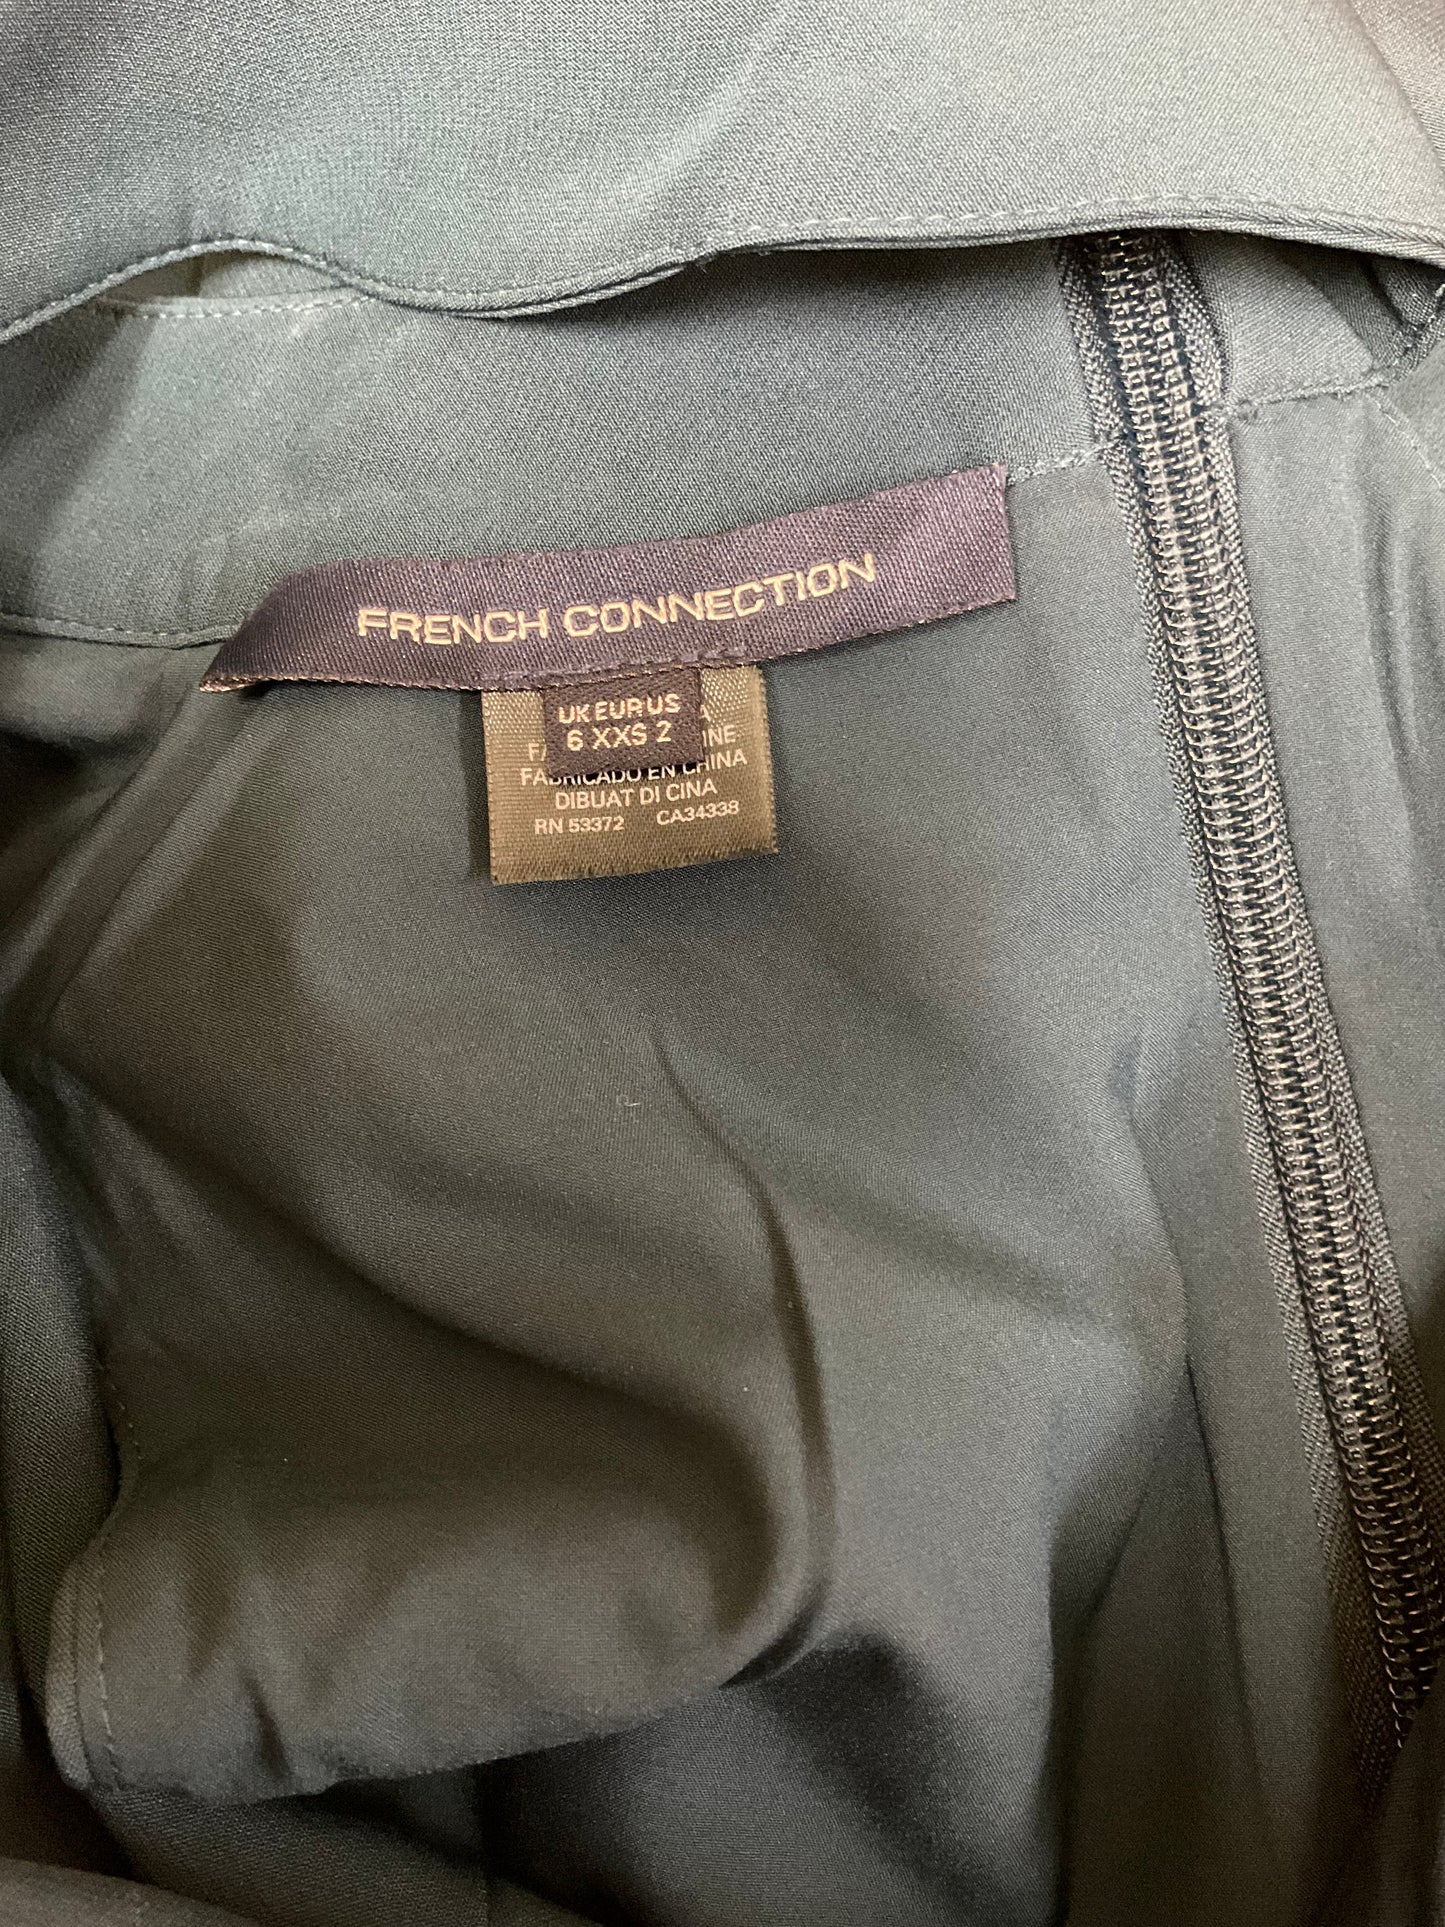 FRENCH CONNECTION
UK EUR US
6 XXS 2
FABRICADO EN CHINA
DIBUAT DI CINA
RN 53372 CA34338